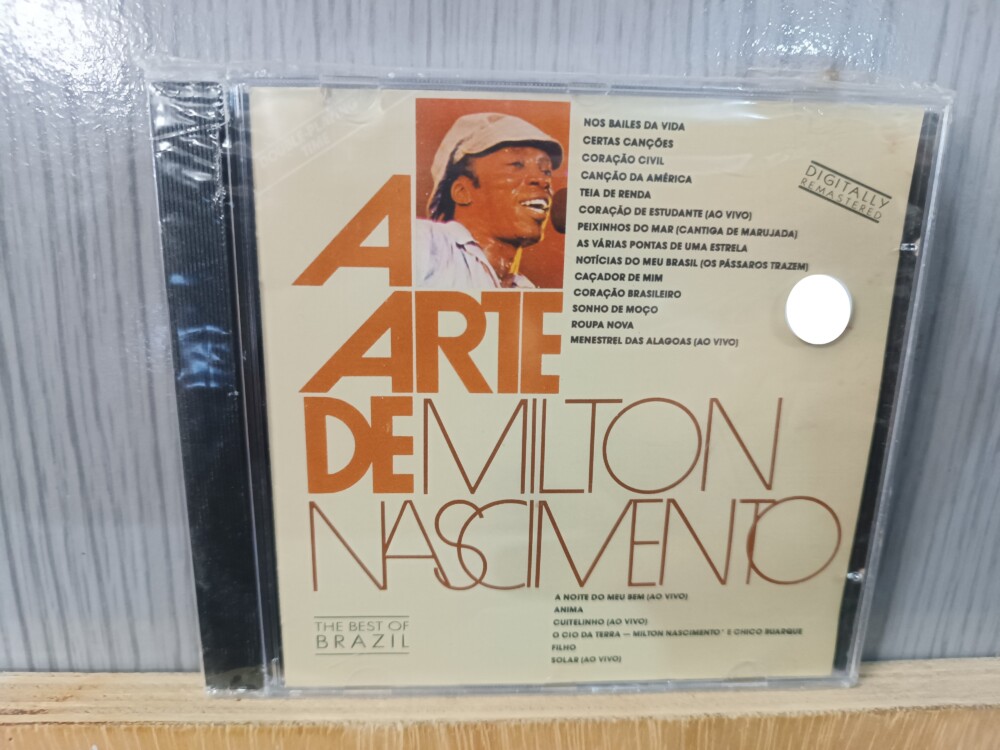 NOS BAILES DA VIDA
CERTAS CANÇÕES
CORAÇÃO CIVIL
CANÇÃO DA AMÉRICA
TEIA DE RENDA
CORAÇÃO DE ESTUDANTE (AO VIVO)
PEIXINHOS DO MAR (CANTIGA DE MARUJADA)
AS VÁRIAS PONTAS DE UMA ESTRELA
NOTÍCIAS DO MEU BRASIL (OS PÁSSAROS TRAZEM)
CAÇADOR DE MIM
CORAÇÃO BRASILEIRO
SONHO DE MOÇO
ROUPA NOVA
MENESTREL DAS ALAGOAS (AO VIVO)
DIGITALLY
REMASTERED
A
ARTE
DE MILTON
NASCIMENTO
A NOITE DO MEU BEM (AO VIVO)
ANIMA
CUITELINHO (AO VIVO)
O CIO DA TERRA — MILTON NASCIMENTO* E CHICO BUARQUE
FILHO
SOLAR (AO VIVO)
THE BEST OF
BRAZIL